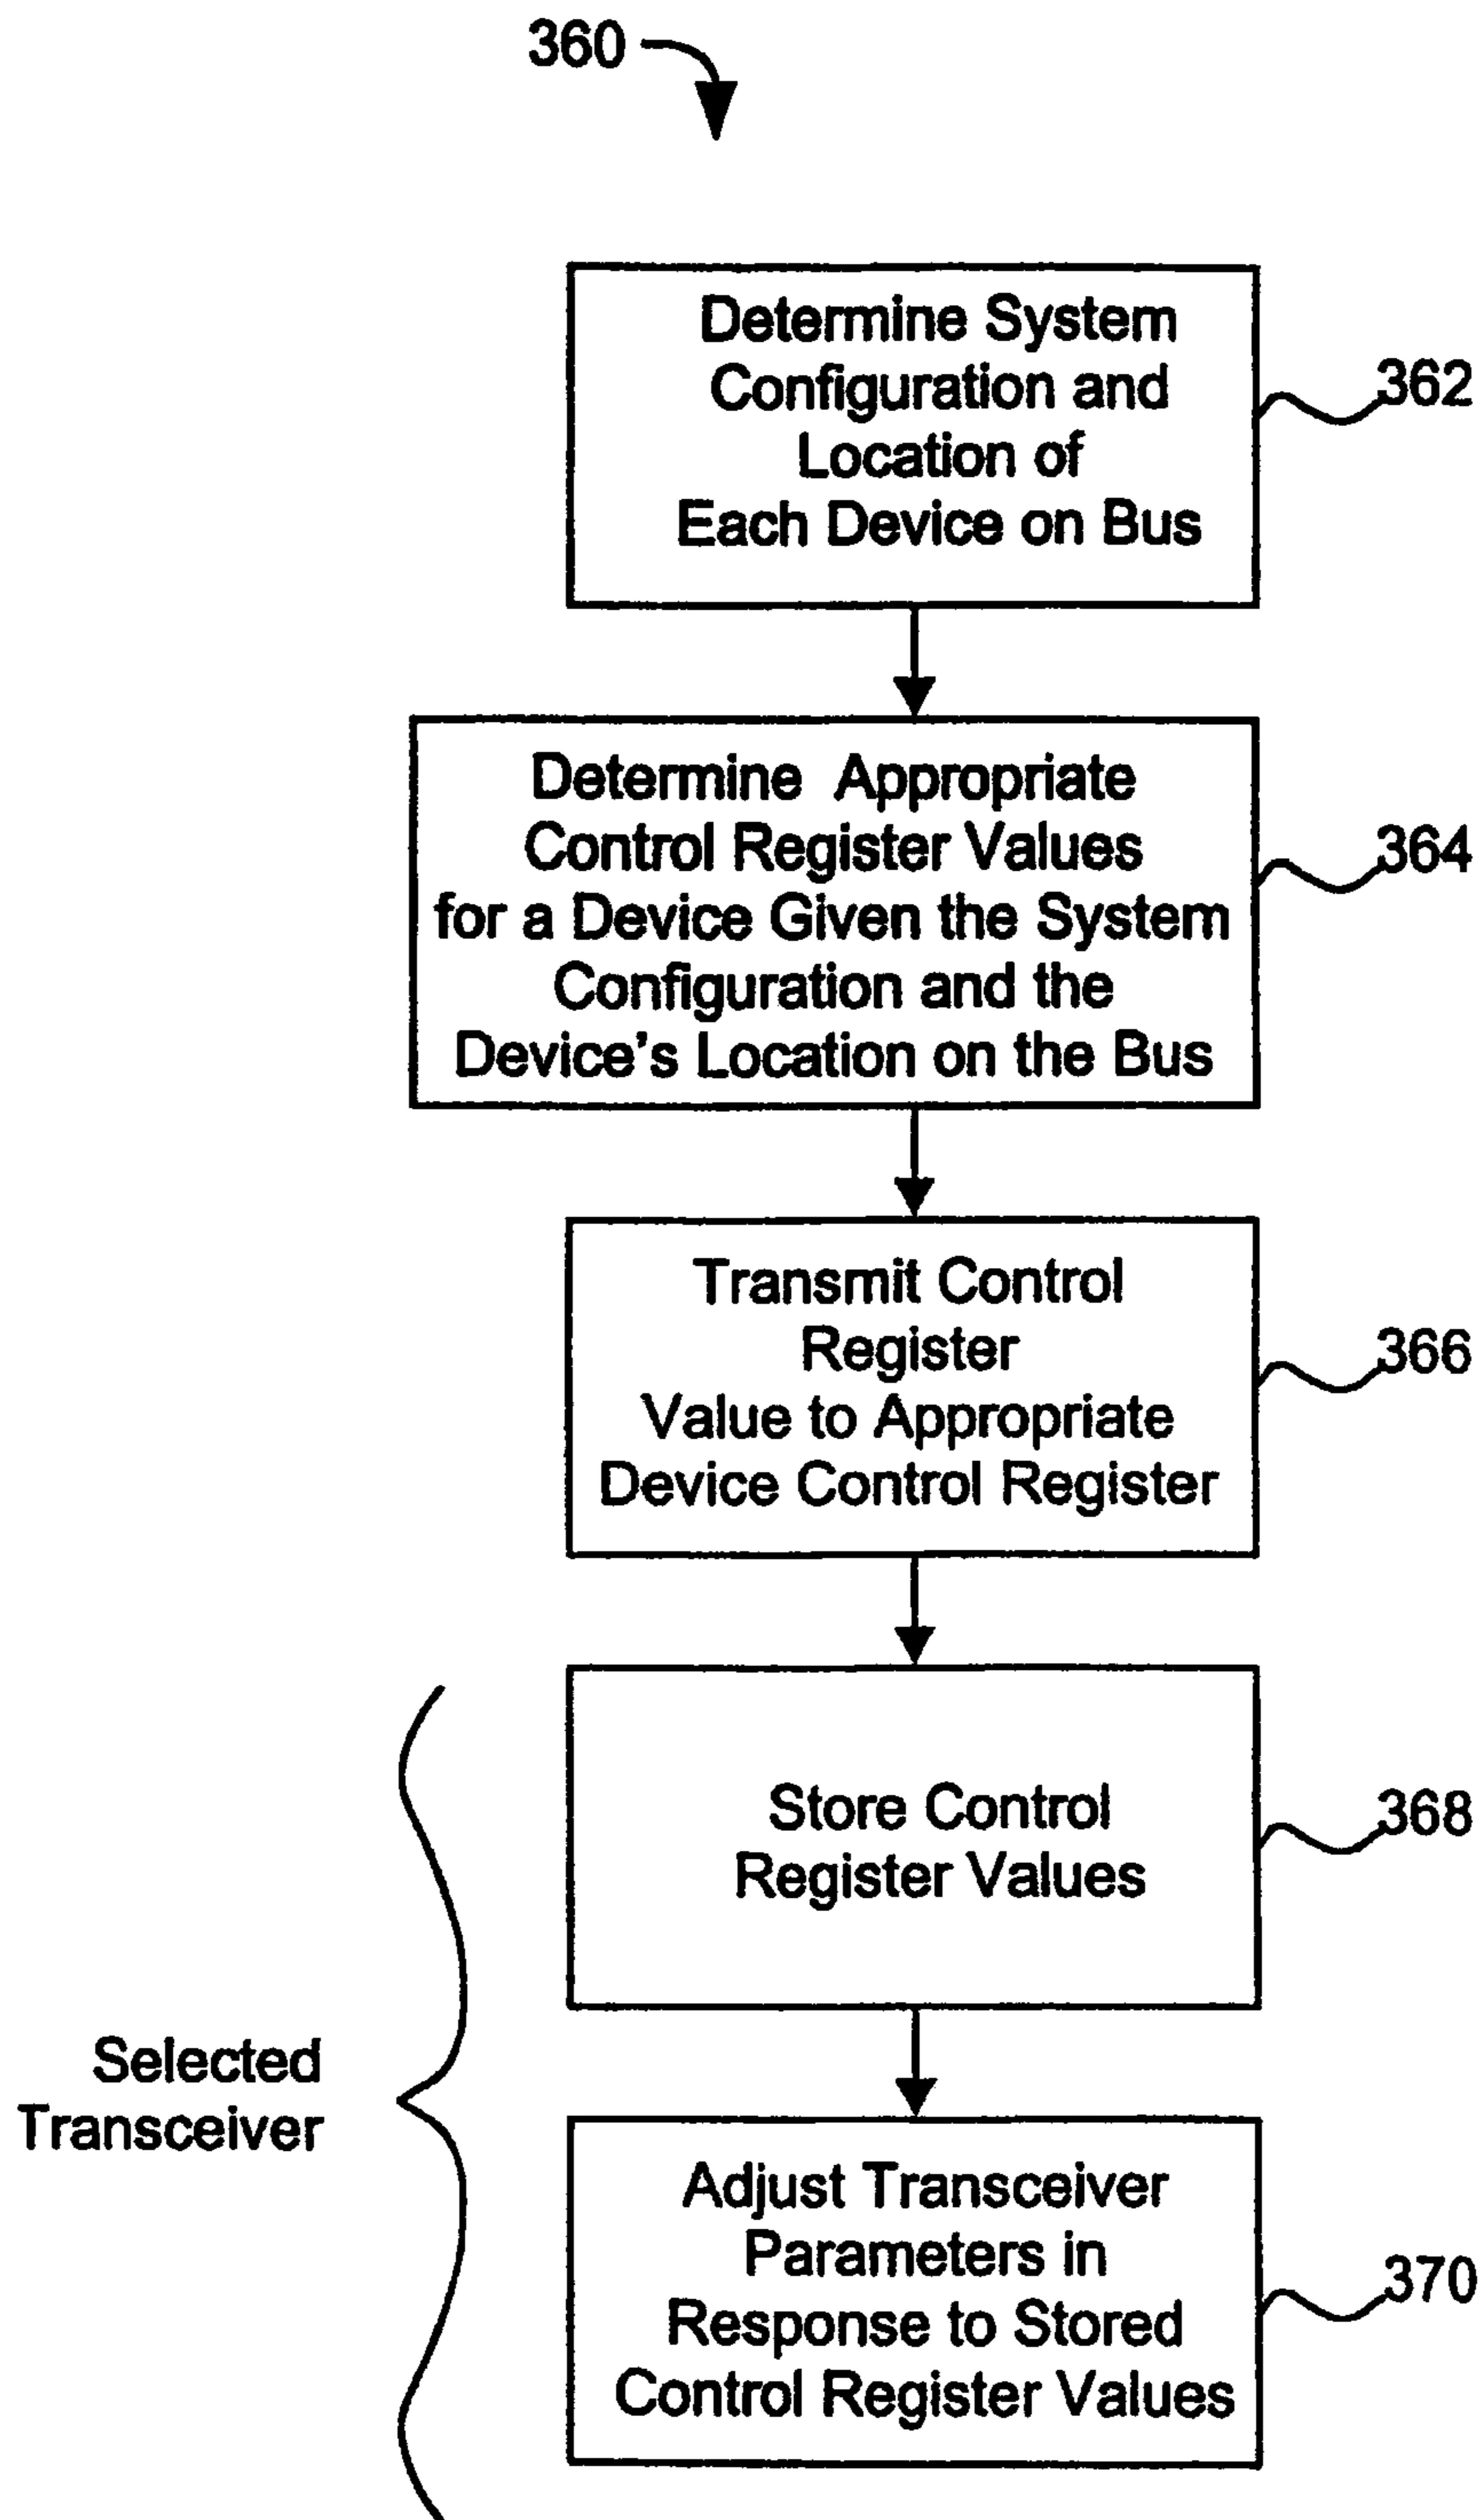 360
Determine System
Configuration and
Location of
Each Device on Bus
362
Determine Appropriate
Control Register Values
for a Device Given the System
Configuration and the
Device's Location on the Bus
364
Transmit Control
Register
Value to Appropriate
Device Control Register
366
Store Control
Register Values
368
Selected
Transceiver
Adjust Transceiver
Parameters in
Response to Stored
Control Register Values
370